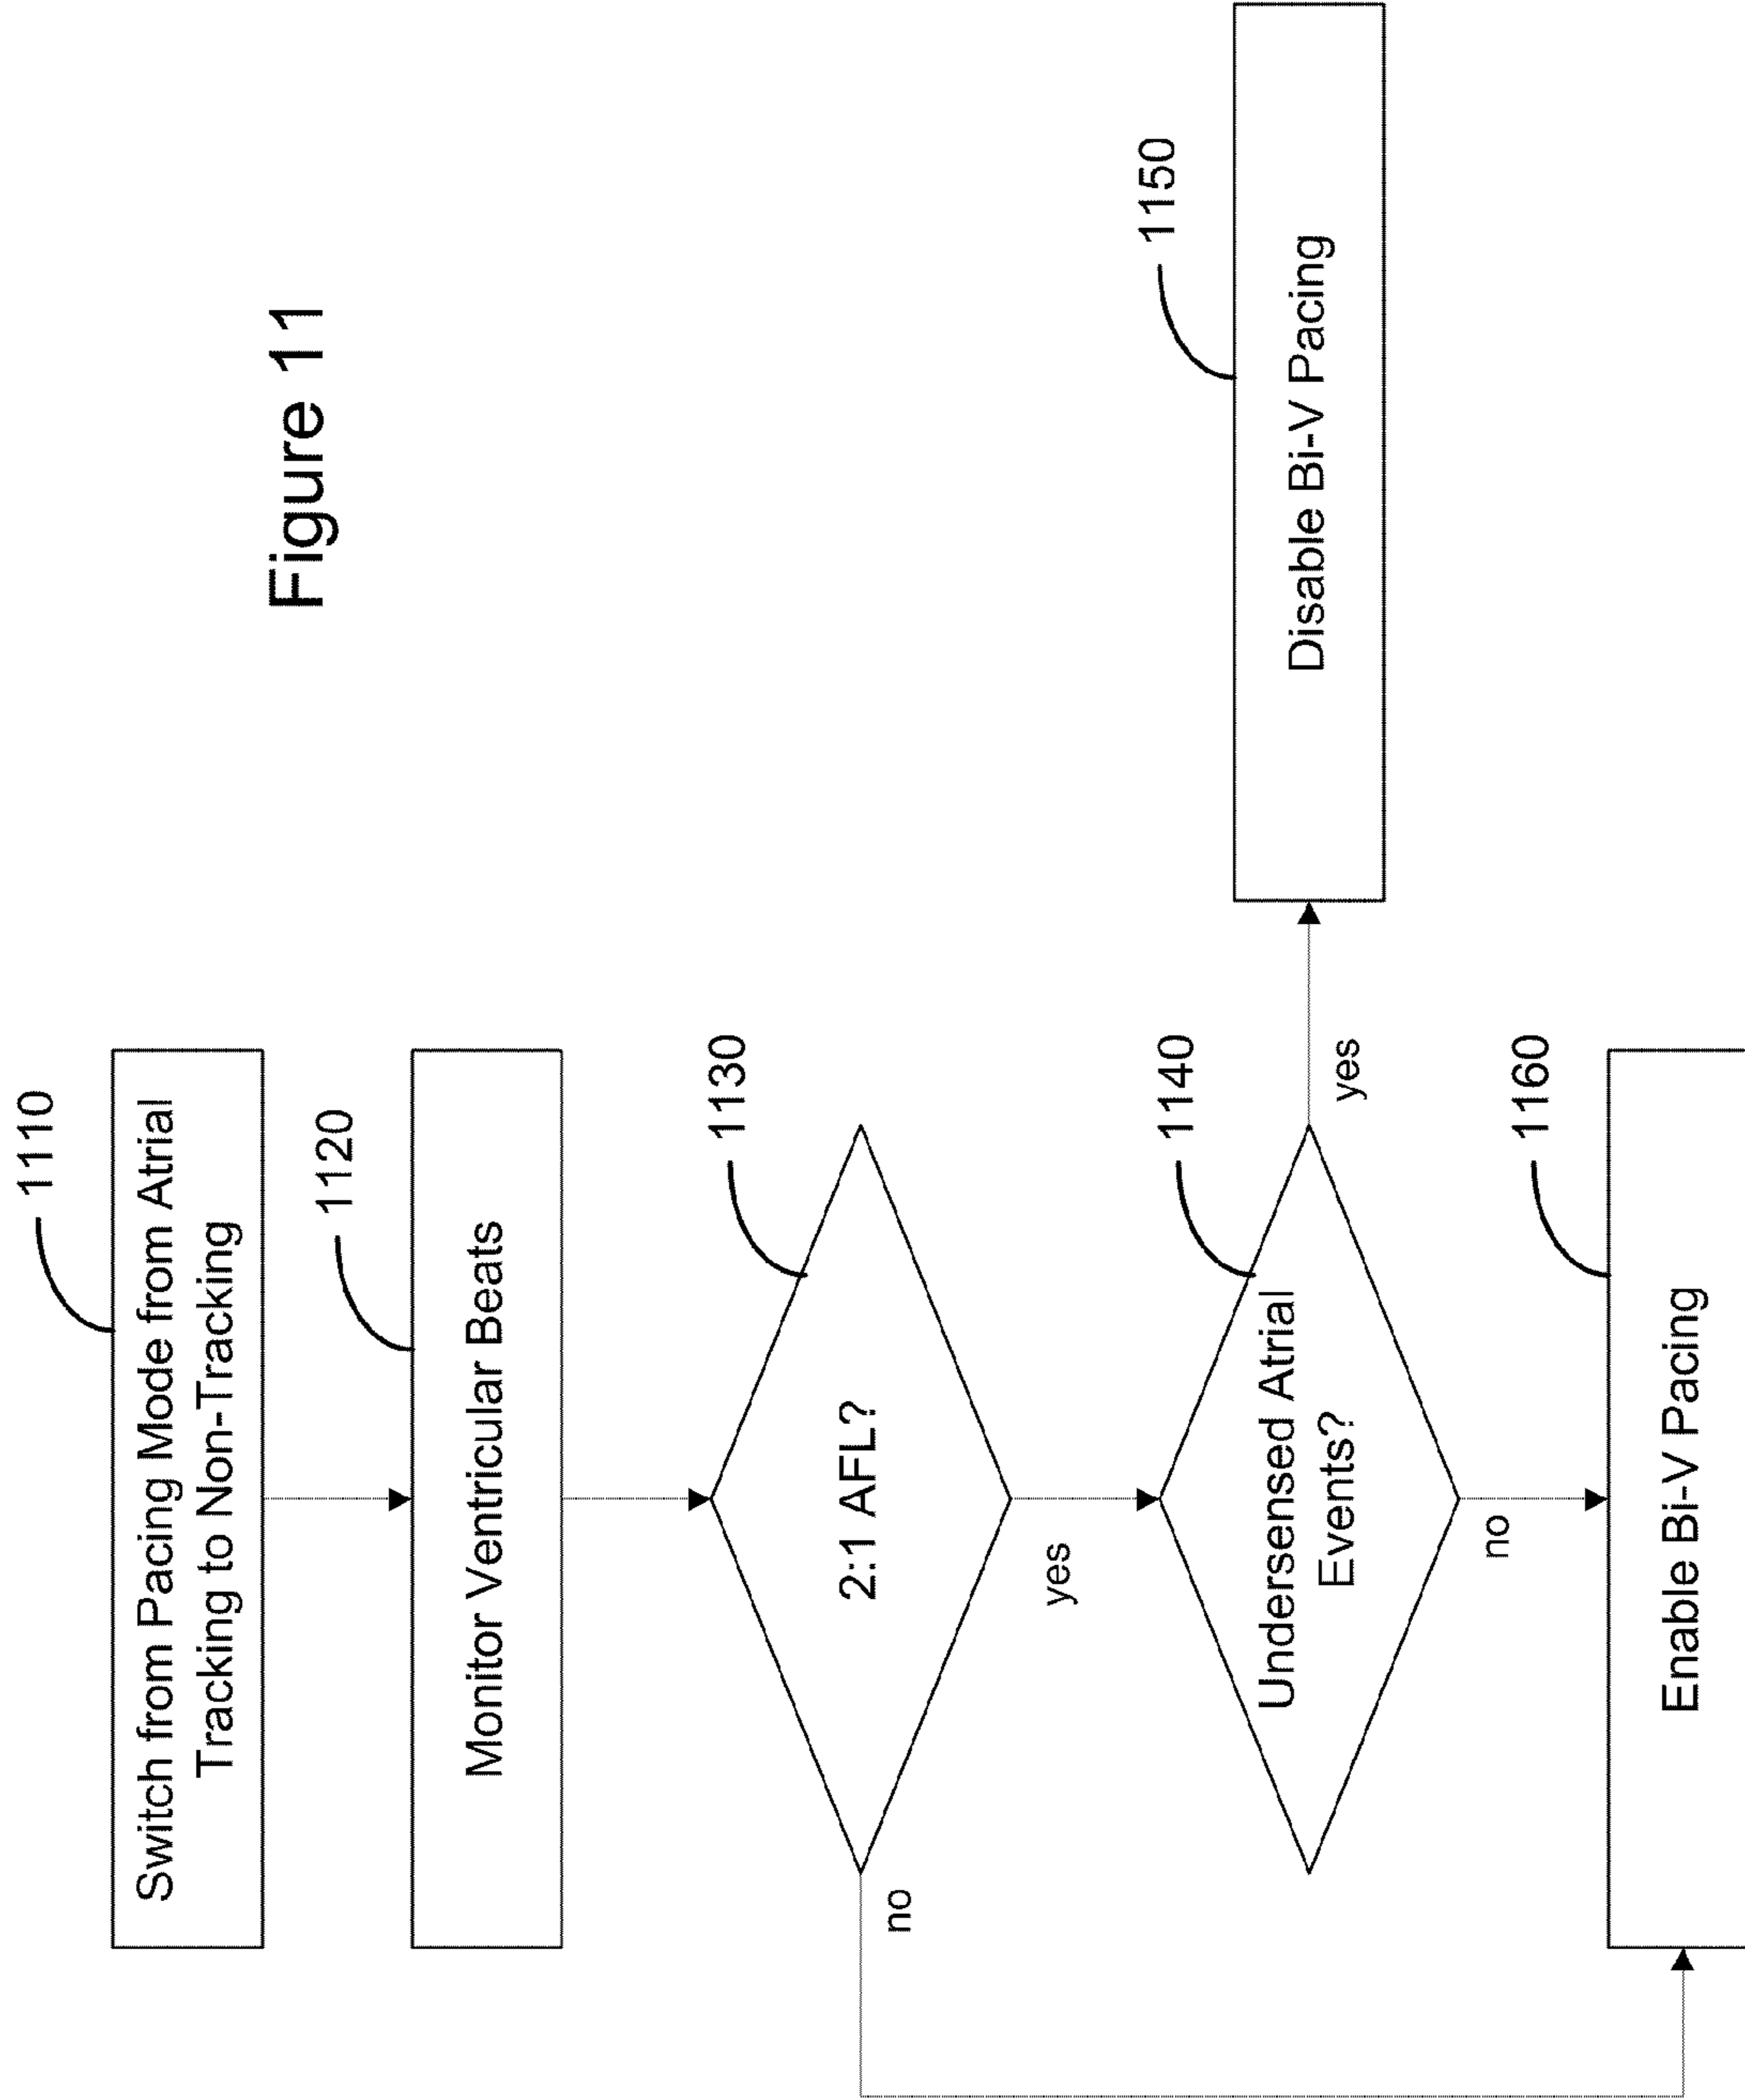 Figure 11
1110
Switch from Pacing Mode from Atrial
Tracking to Non-Tracking
1120
Monitor Ventricular Beats
1130
2:1 AFL?
no
yes
1140
Undersensed Atrial
Events?
yes
no
1150
Disable Bi-V Pacing
1160
Enable Bi-V Pacing